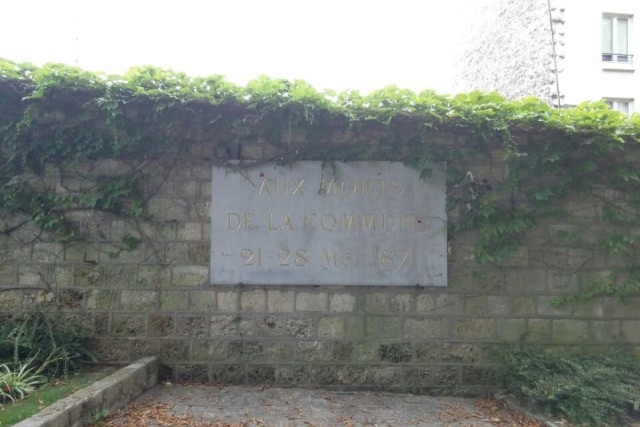 AUX MORTS
DE LA COMMUNE
21-28 MAI 1871